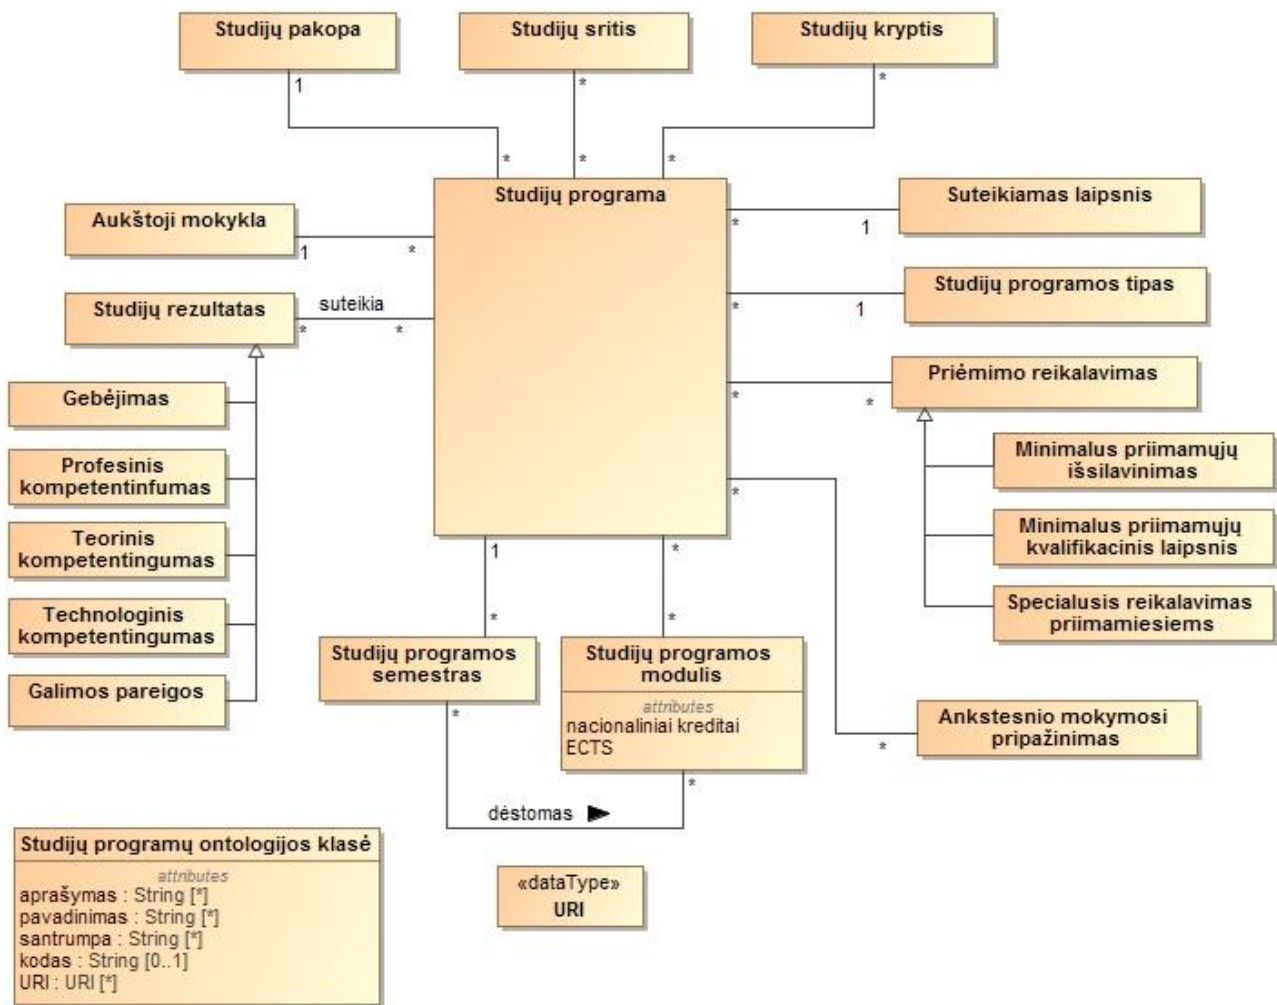 Studijų pakopa
Studijų sritis
Studijų kryptis
1
*
*
*
*
*
Studijų programa
Suteikiamas laipsnis
Aukštoji mokykla
*
1
1
*
Studijų programos tipas
Studijų rezultatas
suteikia
*
1
*
*
Priėmimo reikalavimas
Gebėjimas
*
*
Minimalus priimamųjų
išsilavinimas
Profesinis
kompetentinfumas
*
Minimalus priimamųjų
kvalifikacinis laipsnis
Teorinis
kompetentingumas
1
*
Specialusis reikalavimas
priimamiesiems
Technologinis
kompetentingumas
*
*
Studijų programos
semestras
Studijų programos
modulis
Galimos pareigos
attributes
nacionaliniai kreditai
ECTS
*
Ankstesnio mokymosi
pripažinimas
*
*
dėstomas
Studijų programų ontologijos klasė
attributes
aprašymas : String [*]
pavadinimas : String [*]
santrumpa : String [*]
kodas : String [0..1]
URI : URI [*]
«dataType»
URI